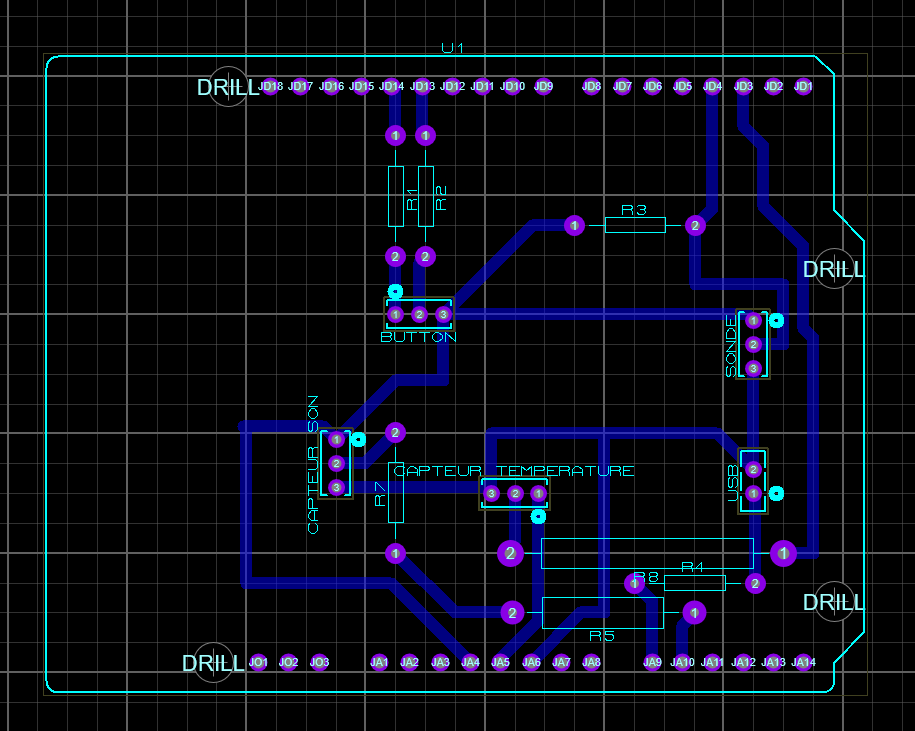 U1
DRILL JD18 JD17 JD16 JD15 JD14 JD13 JD12 JD11 JD10 JD9 JD8 JD7 JD6 JD5 JD4 JD3 JD2 JD1
1 1
R1 R2
R3
1 2
2 2
DRILL
1 2 3
BUTTON
SONDE
1
2
3
CAPTEUR SON
1
2
3
2
R7
1
CAPTEUR TEMPERATURE
3 2 1
USB
2
1
2 1
R4
R8
1 2
2 1
R5
DRILL
DRILL JO1 JO2 JO3 JA1 JA2 JA3 JA4 JA5 JA6 JA7 JA8 JA9 JA10 JA11 JA12 JA13 JA14